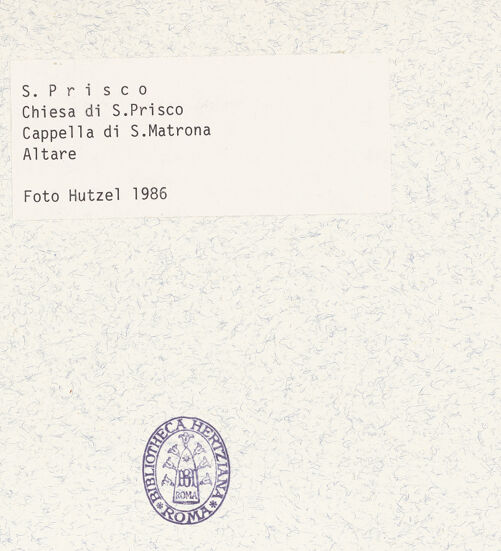 S. P r i s c o
Chiesa di S.Prisco
Cappella di S.Matrona
Altare
Foto Hutzel 1986
BIBLIOTHECA HERTZIANA
ROMA
ROMA